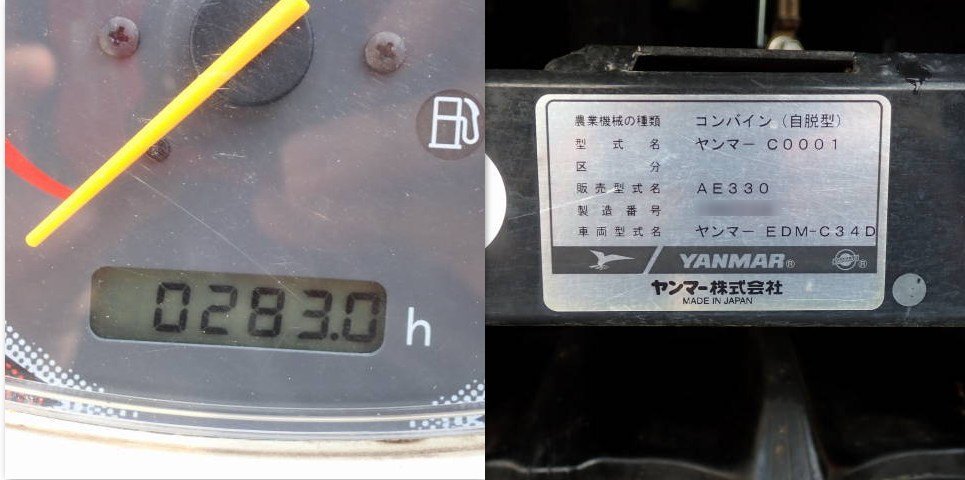 0283.0 h
農業機械の種類 コンバイン (自脱型)
型式名 ヤンマー C0001
区分
販売型式名 AE330
製造番号
車両型式名 ヤンマー EDM-C34D
YANMAR®
®
ヤンマー株式会社
MADE IN JAPAN